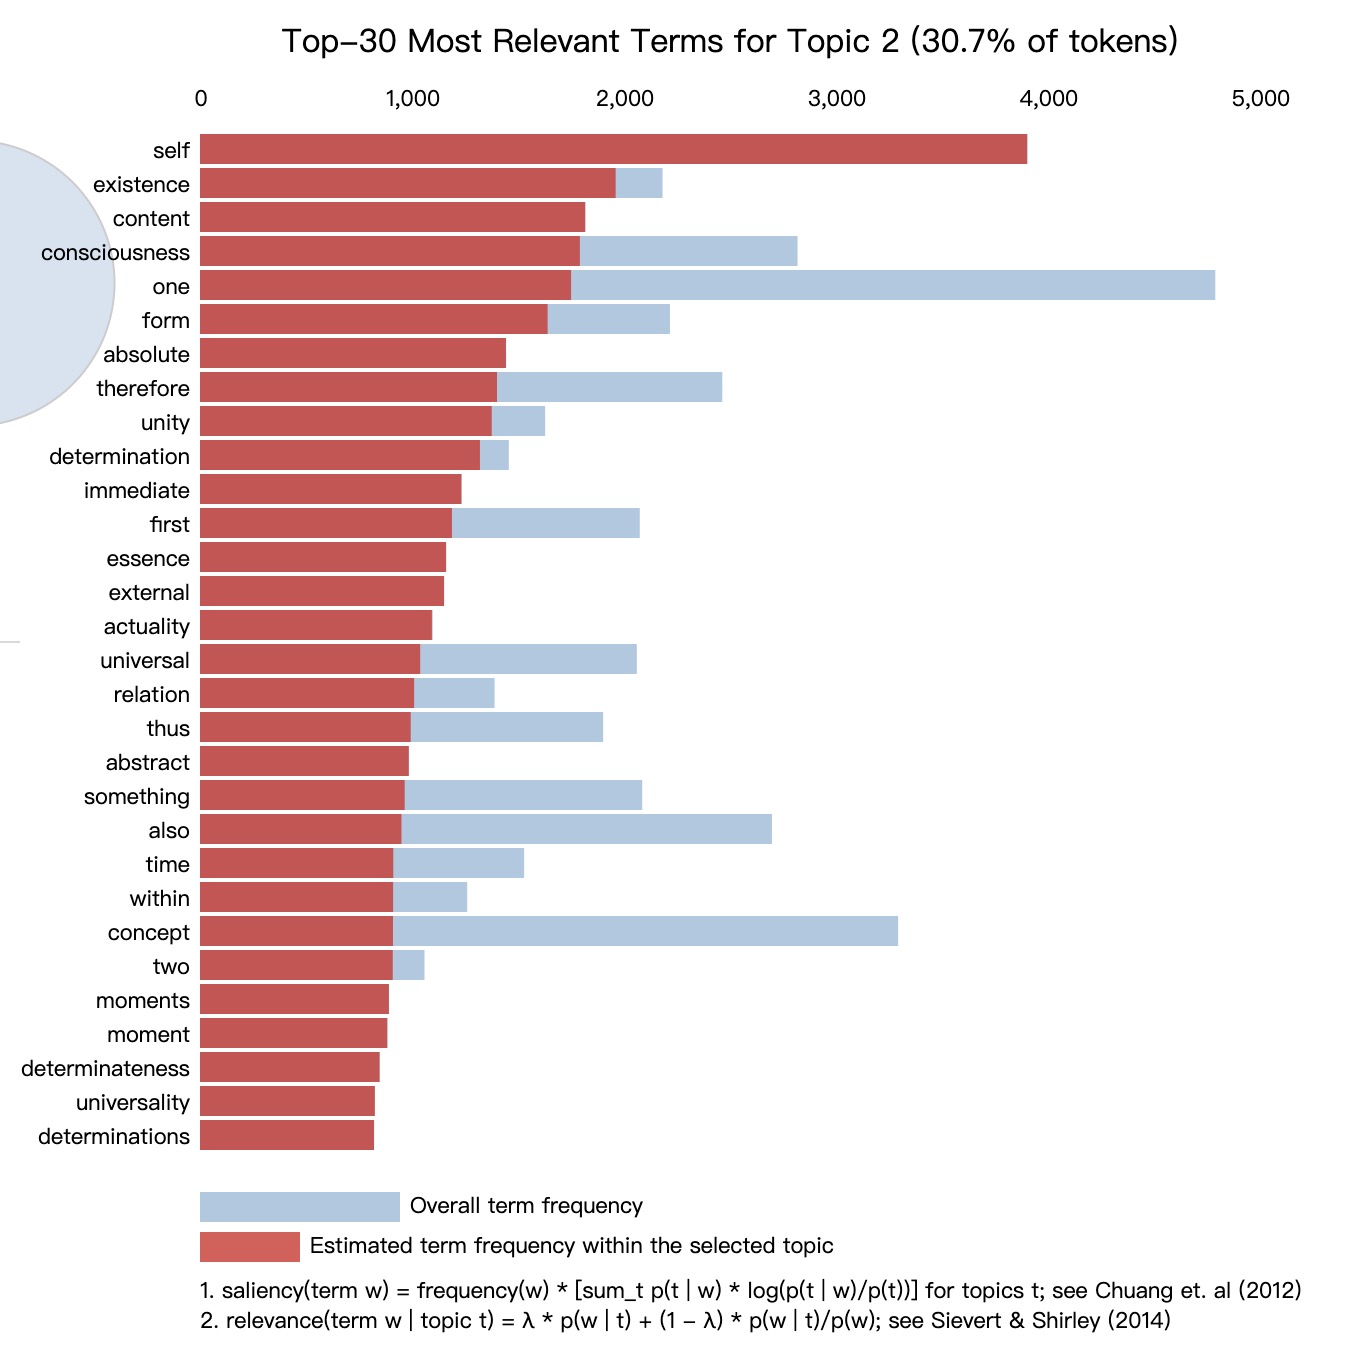 Top-30 Most Relevant Terms for Topic 2 (30.7% of tokens)
0 1,000 2,000 3,000 4,000 5,000
self
existence
content
consciousness
one
form
absolute
therefore
unity
determination
immediate
first
essence
external
actuality
universal
relation
thus
abstract
something
also
time
within
concept
two
moments
moment
determinateness
universality
determinations
Overall term frequency
Estimated term frequency within the selected topic
1. saliency(term w) = frequency(w) * [sum_t p(t | w) * log(p(t | w)/p(t))] for topics t; see Chuang et. al (2012)
2. relevance(term w | topic t) = λ * p(w | t) + (1 - λ) * p(w | t)/p(w); see Sievert & Shirley (2014)